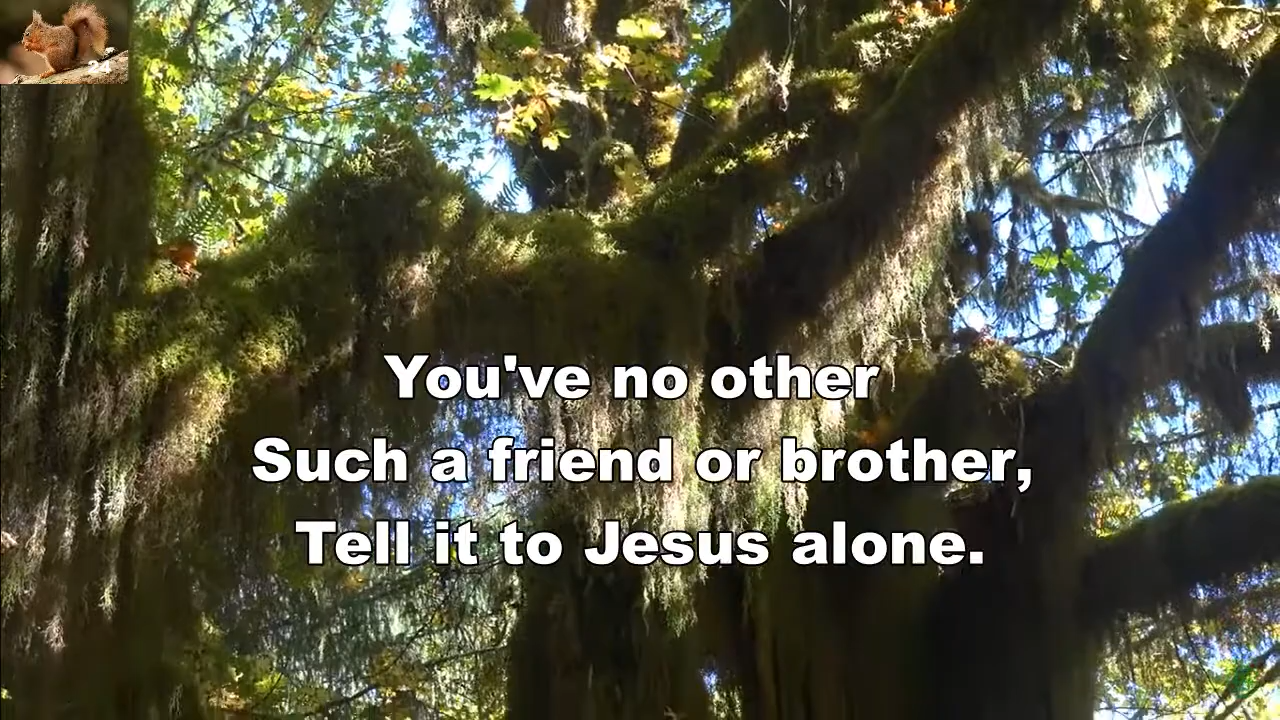 You've no other
Such a friend or brother,
Tell it to Jesus alone.